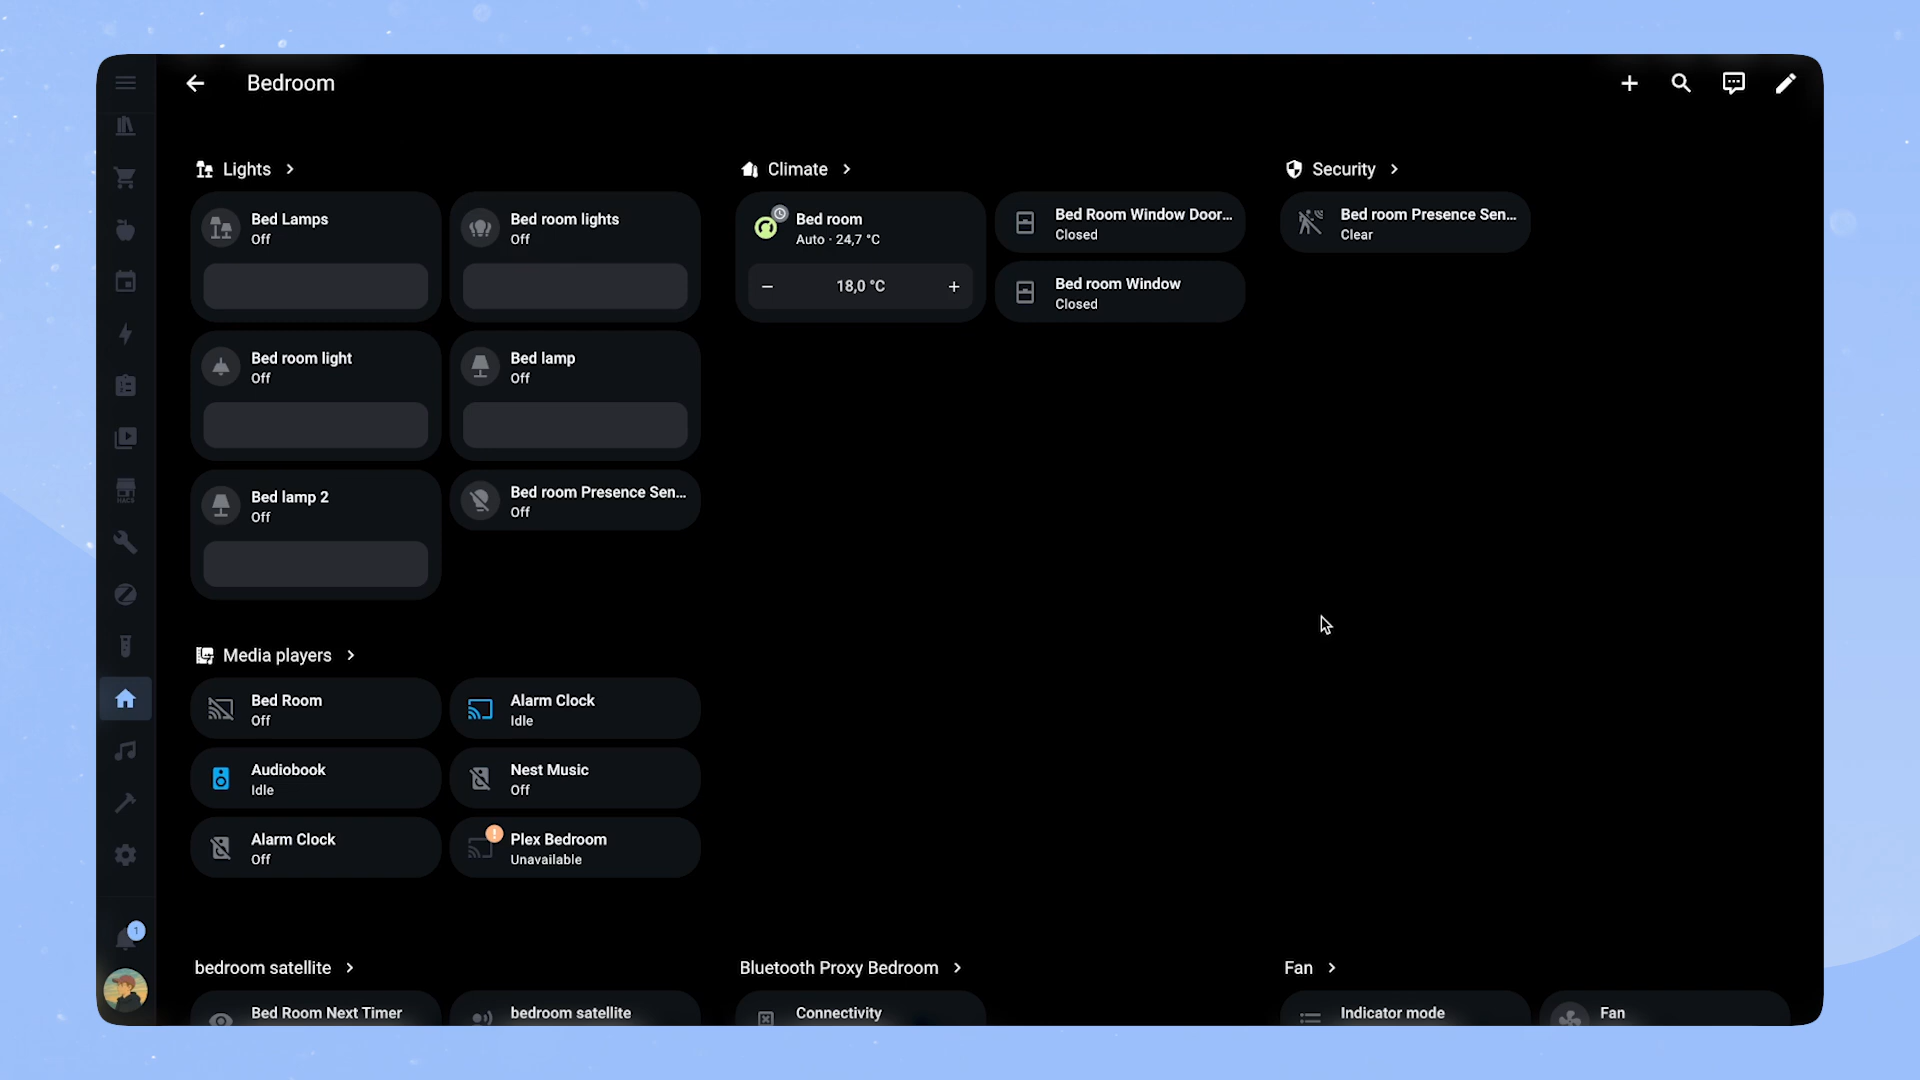 Bedroom
Lights
Bed Lamps
Off
Bed room lights
Off
Bed room light
Off
Bed lamp
Off
Bed lamp 2
Off
Bed room Presence Sen...
Off
Climate
Bed room
Auto · 24,7 °C
18,0 °C
Bed Room Window Door...
Closed
Bed room Window
Closed
Security
Bed room Presence Sen...
Clear
Media players
Bed Room
Off
Alarm Clock
Idle
Audiobook
Idle
Nest Music
Off
Alarm Clock
Off
Plex Bedroom
Unavailable
bedroom satellite
Bed Room Next Timer
bedroom satellite
Bluetooth Proxy Bedroom
Connectivity
Fan
Indicator mode
Fan
HACS
1